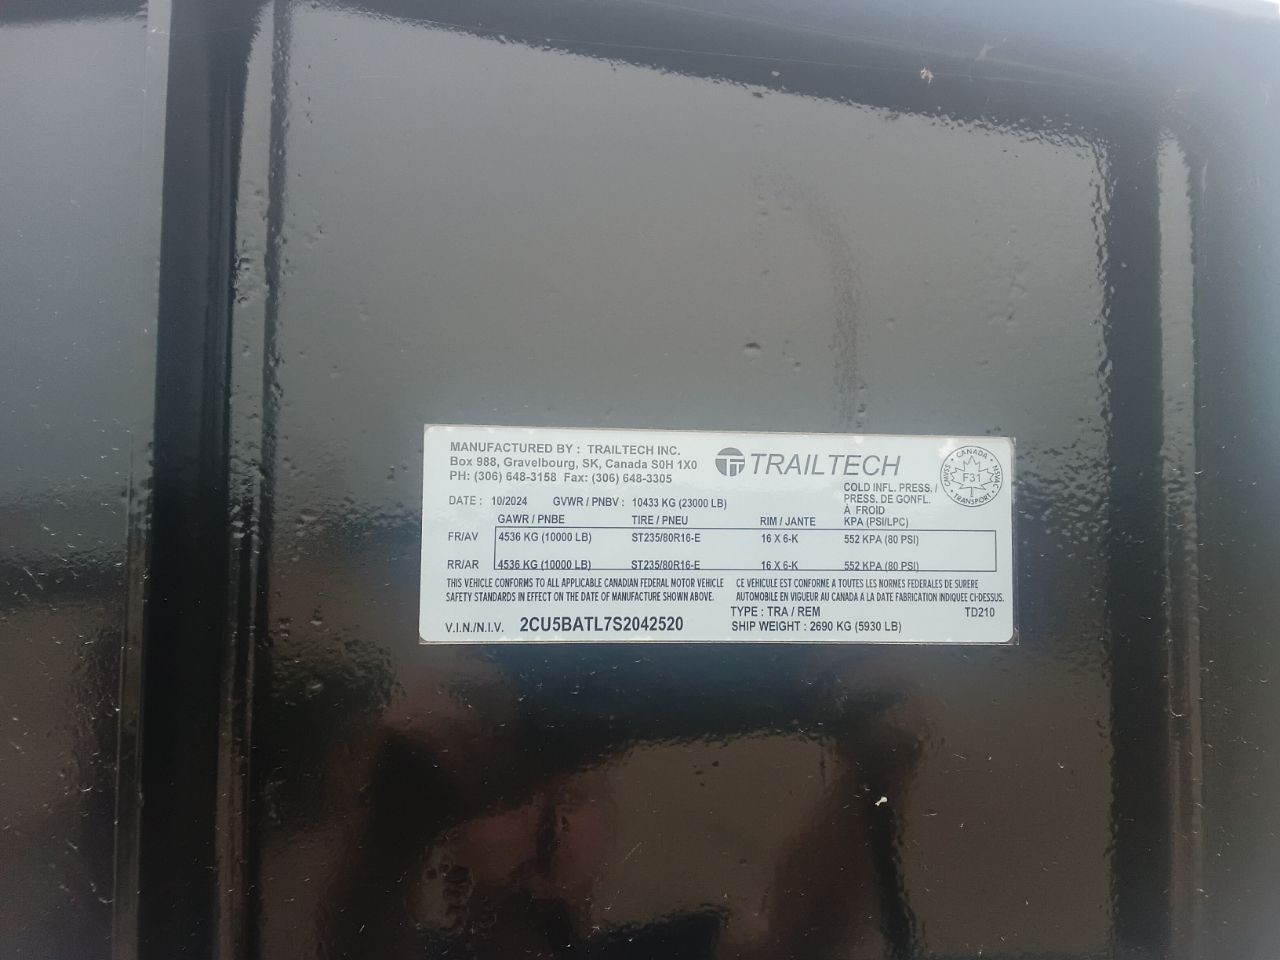 MANUFACTURED BY : TRAILTECH INC.
Box 988, Gravelbourg, SK, Canada S0H 1X0
PH: (306) 648-3158 Fax: (306) 648-3305
TRAILTECH
CANADA
CMVSS
NSVAC
F31
TRANSPORT
DATE : 10/2024 GVWR / PNBV : 10433 KG (23000 LB)
COLD INFL. PRESS. /
PRESS. DE GONFL.
À FROID
GAWR / PNBE TIRE / PNEU RIM / JANTE KPA (PSI/LPC)
FR/AV 4536 KG (10000 LB) ST235/80R16-E 16 X 6-K 552 KPA (80 PSI)
RR/AR 4536 KG (10000 LB) ST235/80R16-E 16 X 6-K 552 KPA (80 PSI)
THIS VEHICLE CONFORMS TO ALL APPLICABLE CANADIAN FEDERAL MOTOR VEHICLE
SAFETY STANDARDS IN EFFECT ON THE DATE OF MANUFACTURE SHOWN ABOVE.
CE VEHICULE EST CONFORME A TOUTES LES NORMES FEDERALES DE SURERE
AUTOMOBILE EN VIGUEUR AU CANADA A LA DATE FABRICATION INDIQUEE CI-DESSUS.
V.I.N./N.I.V. 2CU5BATL7S2042520
TYPE : TRA / REM TD210
SHIP WEIGHT : 2690 KG (5930 LB)